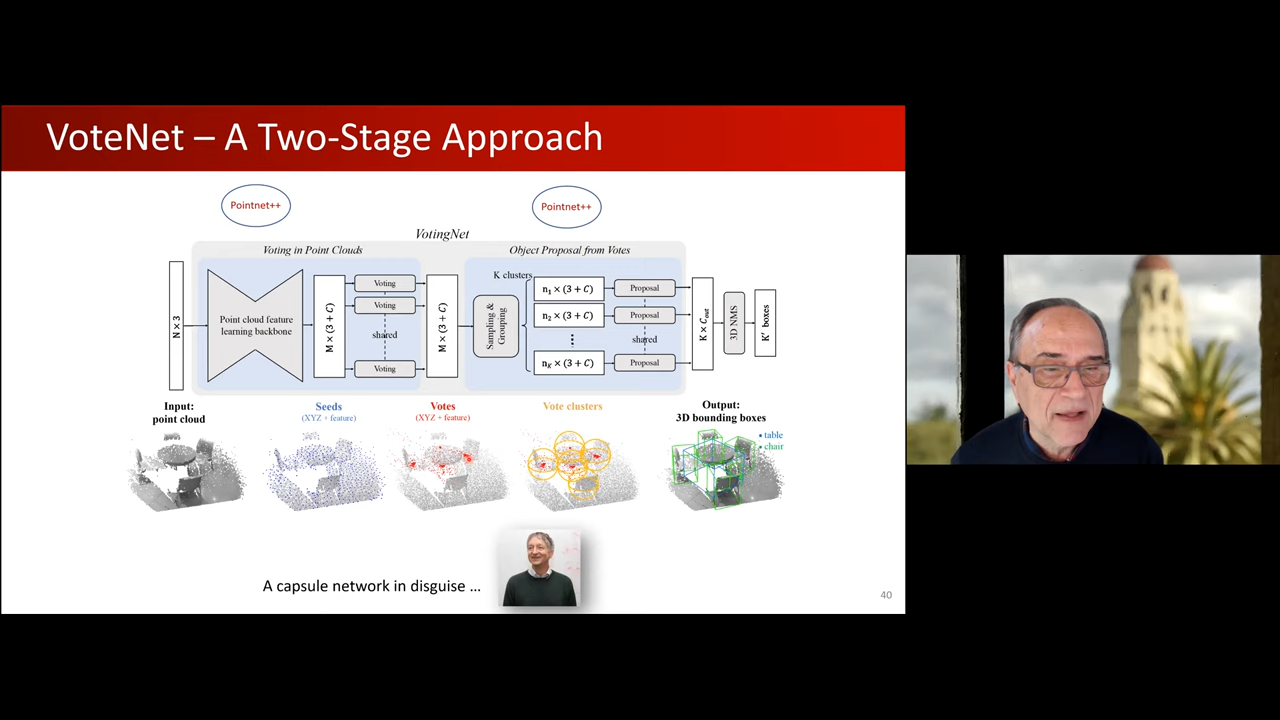 VoteNet – A Two-Stage Approach
Pointnet++
Pointnet++
VotingNet
Voting in Point Clouds
Object Proposal from Votes
N × 3
Point cloud feature
learning backbone
M × (3 + C)
Voting
Voting
shared
Voting
M × (3 + C)
Sampling &
Grouping
K clusters
n₁ × (3 + C)
n₂ × (3 + C)
⋮
n_K × (3 + C)
Proposal
Proposal
shared
Proposal
K × C_out
3D NMS
K′ boxes
Input:
point cloud
Seeds
(XYZ + feature)
Votes
(XYZ + feature)
Vote clusters
Output:
3D bounding boxes
table
chair
A capsule network in disguise ...
40